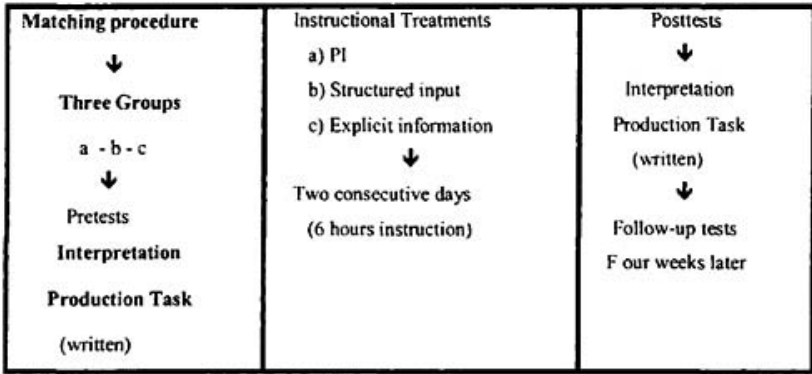 Matching procedure
Three Groups
a - b - c
Pretests
Interpretation
Production Task
(written)
Instructional Treatments
a) PI
b) Structured input
c) Explicit information
Two consecutive days
(6 hours instruction)
Posttests
Interpretation
Production Task
(written)
Follow-up tests
F our weeks later